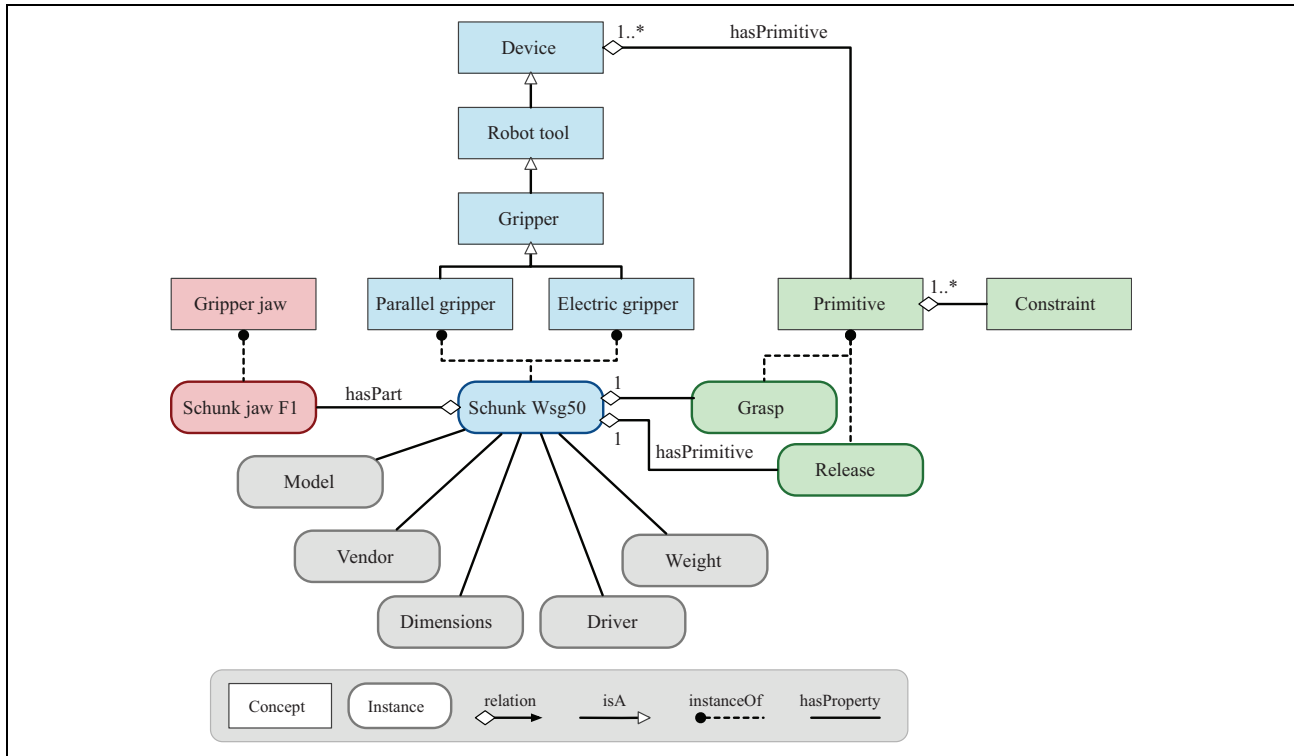 Device
1..*
hasPrimitive
Robot tool
Gripper
Gripper jaw
Parallel gripper
Electric gripper
Primitive
1..*
Constraint
Schunk jaw F1
hasPart
Schunk Wsg50
1
Grasp
1
hasPrimitive
Release
Model
Vendor
Weight
Dimensions
Driver
Concept
Instance
relation
isA
instanceOf
hasProperty